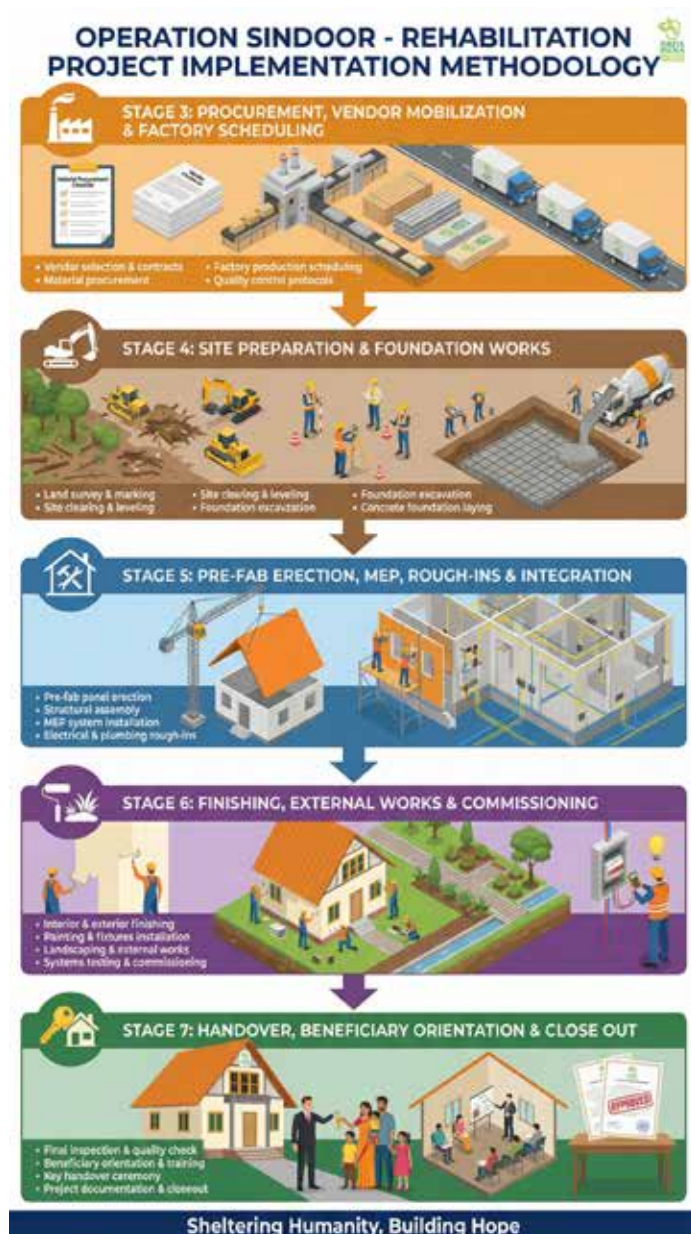 OPERATION SINDOOR - REHABILITATION
PROJECT IMPLEMENTATION METHODOLOGY
STAGE 3: PROCUREMENT, VENDOR MOBILIZATION
& FACTORY SCHEDULING
• Vendor selection & contracts
• Material procurement
• Factory production scheduling
• Quality control protocols
STAGE 4: SITE PREPARATION & FOUNDATION WORKS
• Land survey & marking
• Site clearing & leveling
• Site clearing & leveling
• Foundation excavzation
• Foundation excavation
• Concrete foundation laying
STAGE 5: PRE-FAB ERECTION, MEP, ROUGH-INS & INTEGRATION
• Pre-fab panel erection
• Structural assembly
• MEP system installation
• Electrical & plumbing rough-ins
STAGE 6: FINISHING, EXTERNAL WORKS & COMMISSIONING
• Interior & exterior finishing
• Painting & fixtures installation
• Landscaping & external works
• Systems testing & commissioning
STAGE 7: HANDOVER, BENEFICIARY ORIENTATION & CLOSE OUT
• Final inspection & quality check
• Beneficiary orientation & training
• Key handover ceremony
• Project documentation & closeout
APPROVED!
Sheltering Humanity, Building Hope